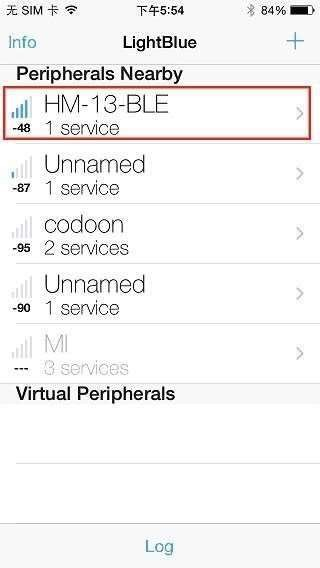 无 SIM 卡 下午5:54 84%
Info LightBlue +
Peripherals Nearby
HM-13-BLE
-48 1 service
Unnamed
-87 1 service
codoon
-95 2 services
Unnamed
-90 1 service
MI
--- 3 services
Virtual Peripherals
Log